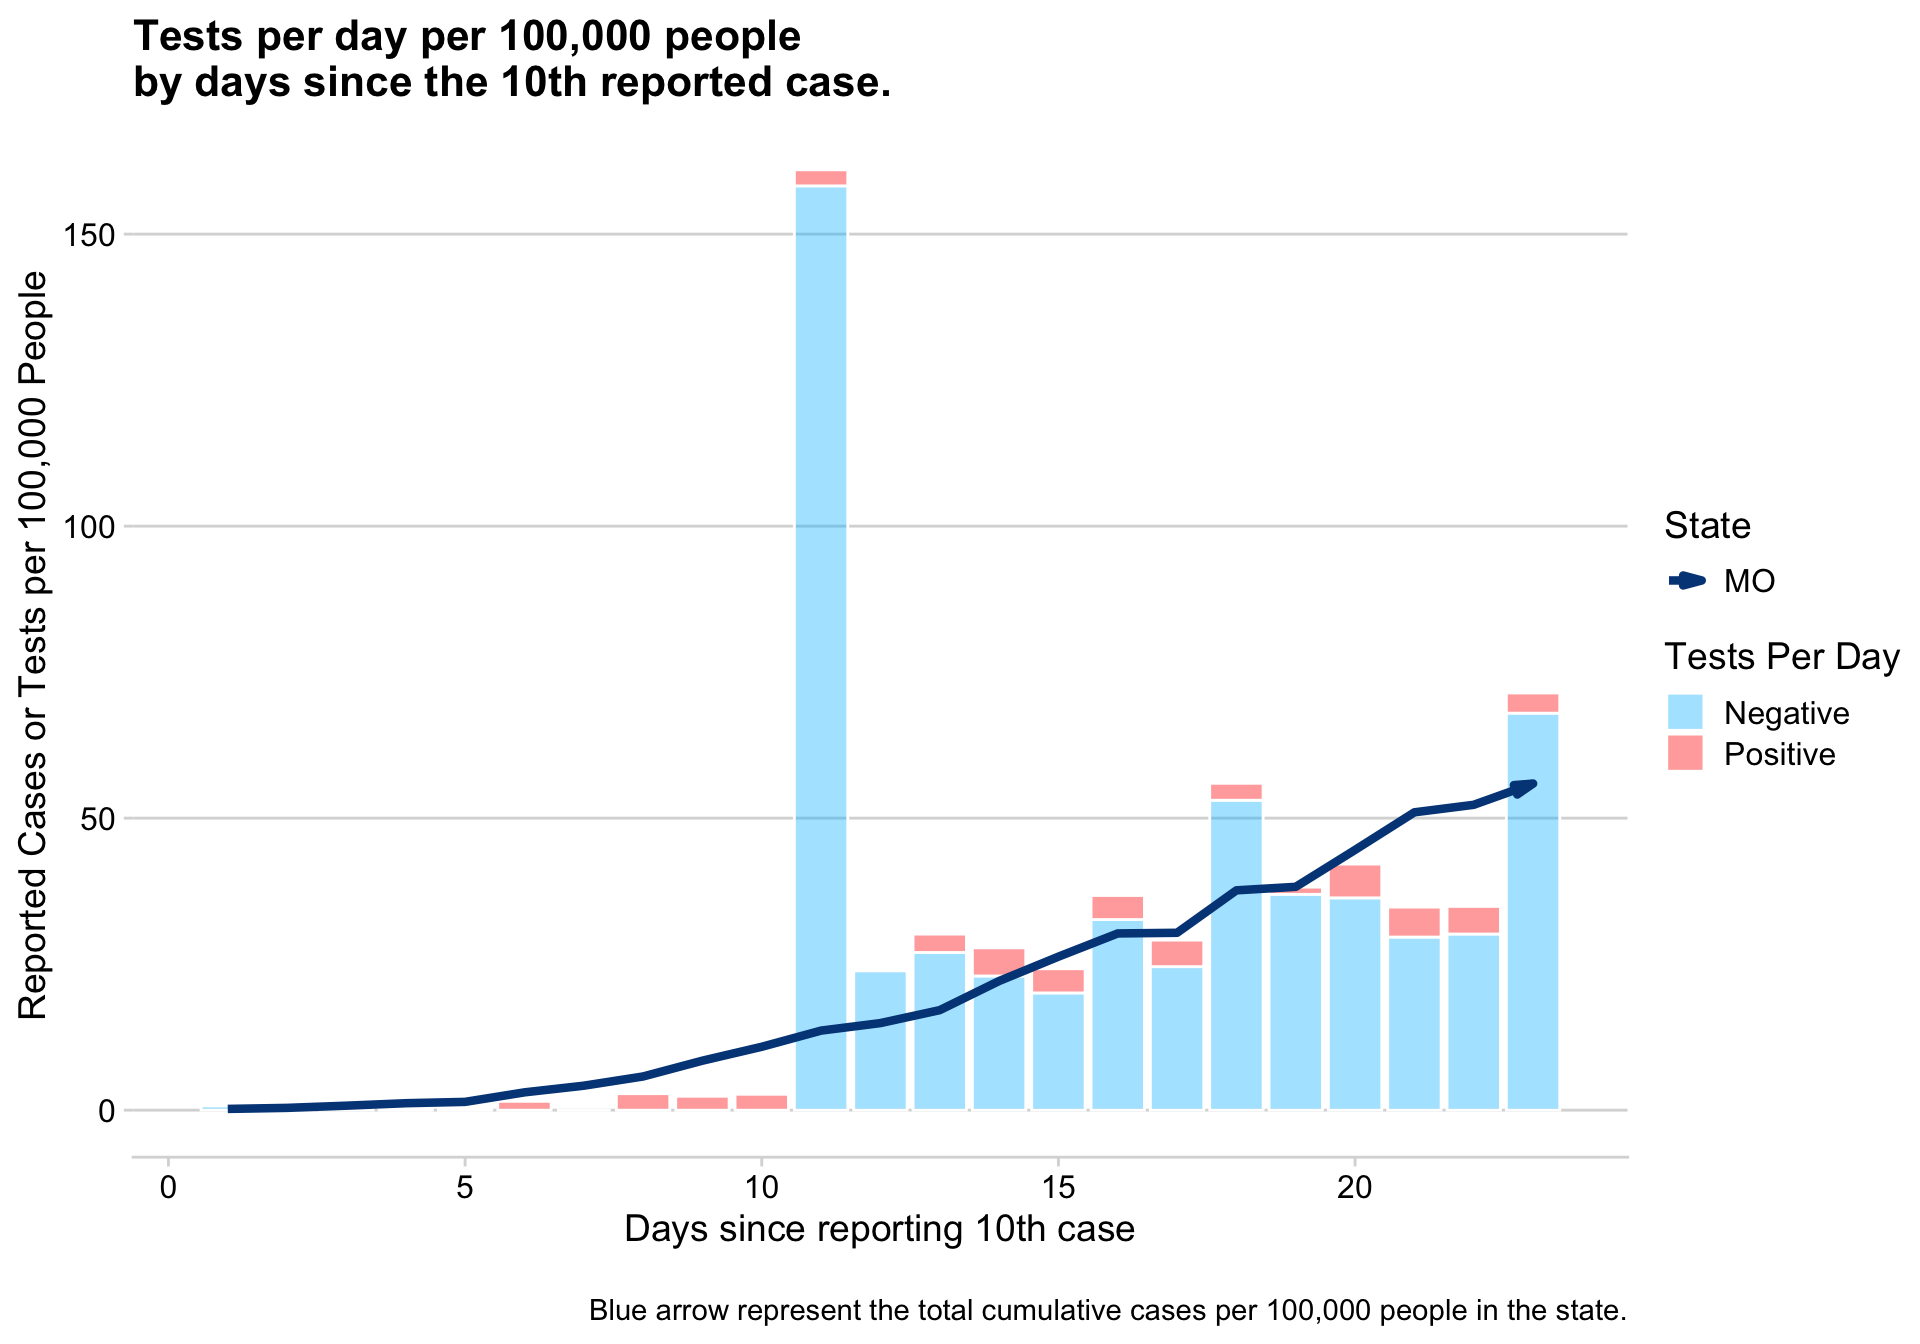 Tests per day per 100,000 people
by days since the 10th reported case.
Reported Cases or Tests per 100,000 People
150
100
50
0
0
5
10
15
20
Days since reporting 10th case
State
MO
Tests Per Day
Negative
Positive
Blue arrow represent the total cumulative cases per 100,000 people in the state.